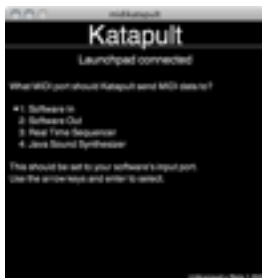 midikatapult
Katapult
Launchpad connected
What MIDI port should Katapult send MIDI data to?
1: Software In
2: Software Out
3: Real Time Sequencer
4: Java Sound Synthesizer
This should be set to your software's input port.
Use the arrow keys and enter to select.